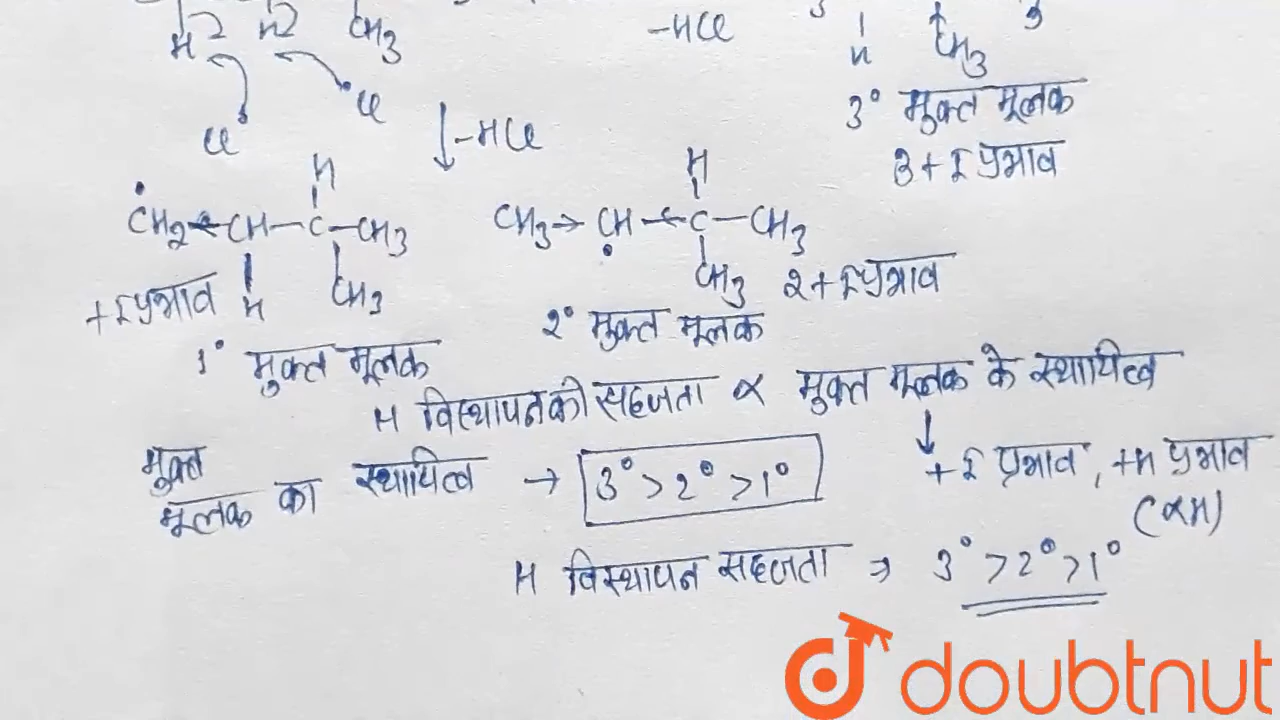 H H CH3 -HCl H CH3
Cl Cl
-HCl
3° मुक्त मूलक
3 + I प्रभाव
H H
CH2 CH - C - CH3 CH3 → CH C - CH3
H CH3 CH3
+ I प्रभाव 2 + I प्रभाव
1° मुक्त मूलक 2° मुक्त मूलक
H विस्थापन की सहजता ∝ मुक्त मूलक के स्थायित्व
मुक्त
मूलक का स्थायित्व → 3° > 2° > 1°
↓
+ I प्रभाव, +H प्रभाव
(αH)
H विस्थापन सहजता ⇒ 3° > 2° > 1°
doubtnut